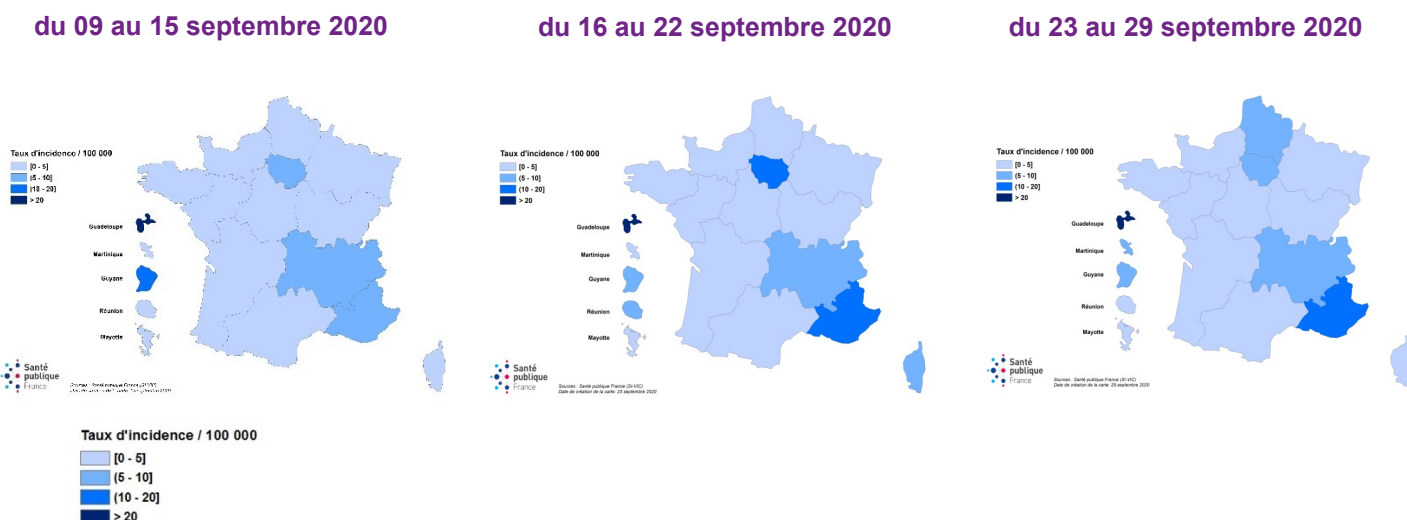 du 09 au 15 septembre 2020
Taux d'incidence / 100 000
[0 - 5]
(5 - 10]
(10 - 20]
> 20
Guadeloupe
Martinique
Guyane
Réunion
Mayotte
Santé
publique
France
Taux d'incidence / 100 000
[0 - 5]
(5 - 10]
(10 - 20]
> 20
du 16 au 22 septembre 2020
Taux d'incidence / 100 000
[0 - 5]
(5 - 10]
(10 - 20]
> 20
Guadeloupe
Martinique
Guyane
Réunion
Mayotte
Santé
publique
France
Sources : Santé publique France (SI-VIC)
Date de création de la carte: 23 septembre 2020
du 23 au 29 septembre 2020
Taux d'incidence / 100 000
[0 - 5]
(5 - 10]
(10 - 20]
> 20
Guadeloupe
Martinique
Guyane
Réunion
Mayotte
Santé
publique
France
Sources : Santé publique France (SI-VIC)
Date de création de la carte: 29 septembre 2020